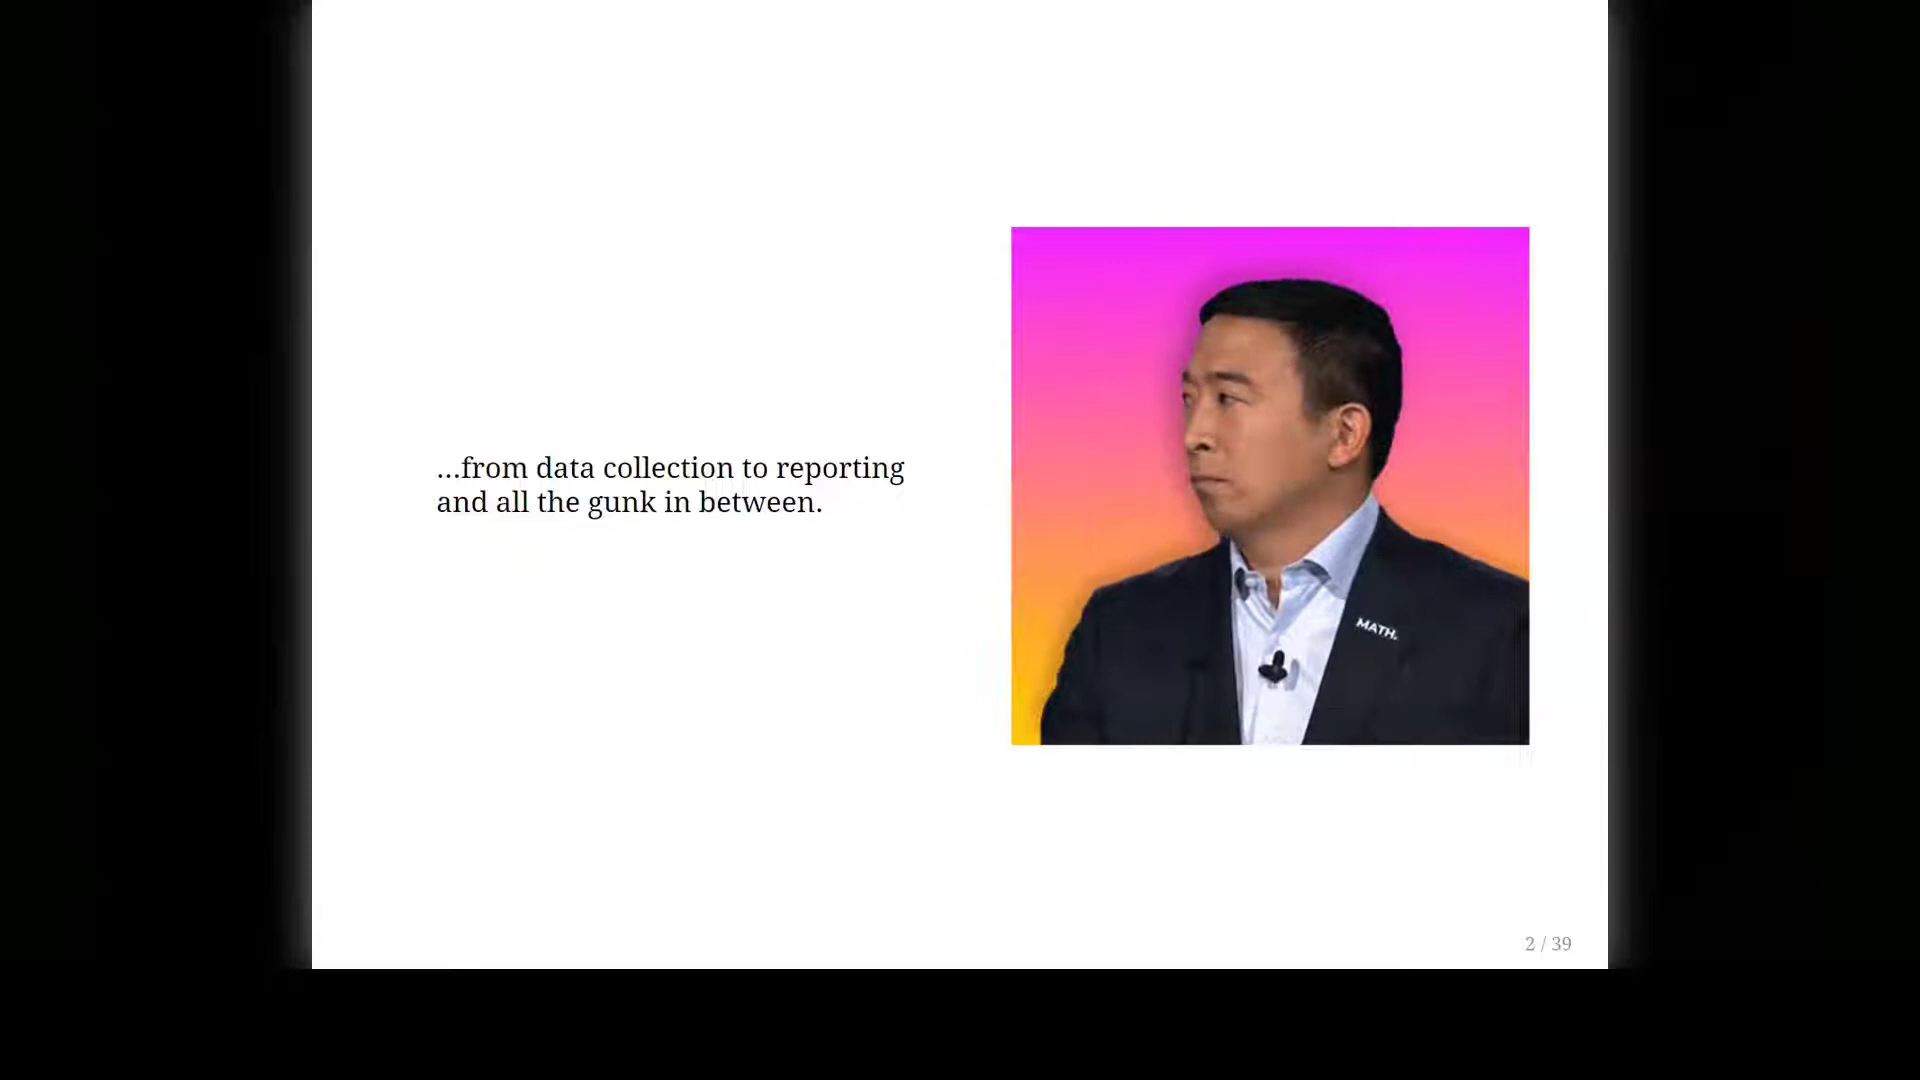 ...from data collection to reporting
and all the gunk in between.
MATH.
2 / 39